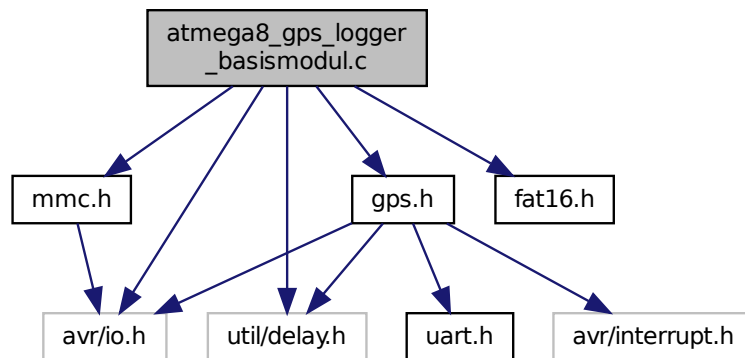 atmega8_gps_logger
_basismodul.c
mmc.h
gps.h
fat16.h
avr/io.h
util/delay.h
uart.h
avr/interrupt.h